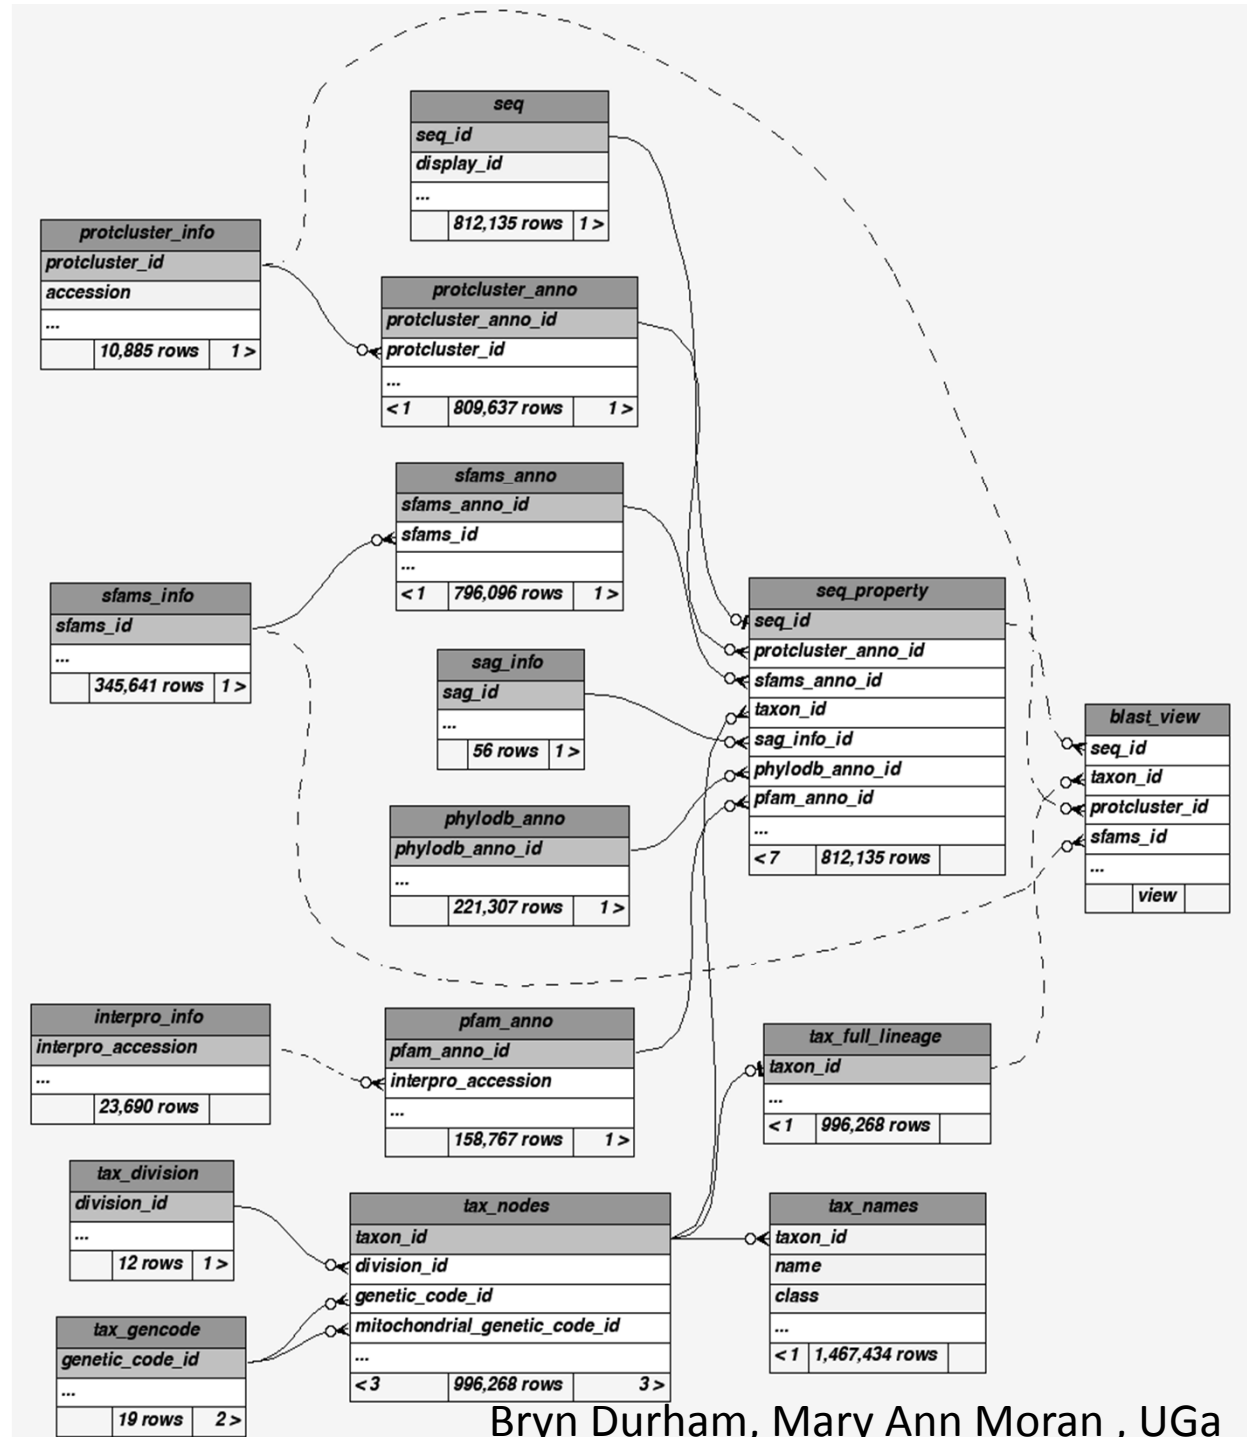 seq
seq_id
display_id
...
812,135 rows 1 >
protcluster_info
protcluster_id
accession
...
10,885 rows 1 >
protcluster_anno
protcluster_anno_id
protcluster_id
...
< 1 809,637 rows 1 >
sfams_anno
sfams_anno_id
sfams_id
...
< 1 796,096 rows 1 >
sfams_info
sfams_id
...
345,641 rows 1 >
sag_info
sag_id
...
56 rows 1 >
seq_property
seq_id
protcluster_anno_id
sfams_anno_id
taxon_id
sag_info_id
phylodb_anno_id
pfam_anno_id
...
< 7 812,135 rows
blast_view
seq_id
taxon_id
protcluster_id
sfams_id
...
view
phylodb_anno
phylodb_anno_id
...
221,307 rows 1 >
interpro_info
interpro_accession
...
23,690 rows
pfam_anno
pfam_anno_id
interpro_accession
...
158,767 rows 1 >
tax_full_lineage
taxon_id
...
< 1 996,268 rows
tax_division
division_id
...
12 rows 1 >
tax_nodes
taxon_id
division_id
genetic_code_id
mitochondrial_genetic_code_id
...
< 3 996,268 rows 3 >
tax_names
taxon_id
name
class
...
< 1 1,467,434 rows
tax_gencode
genetic_code_id
...
19 rows 2 >
Bryn Durham, Mary Ann Moran , UGa